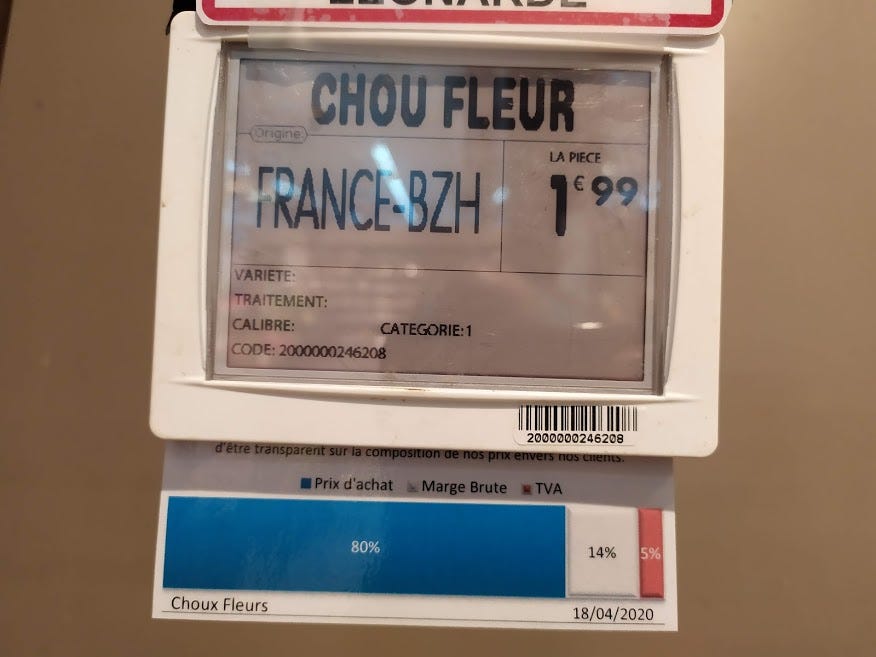 LEONARDE
CHOU FLEUR
Origine:
FRANCE-BZH
LA PIECE
1€99
VARIETE:
TRAITEMENT:
CALIBRE: CATEGORIE:1
CODE: 2000000246208
2000000246208
d'être transparent sur la composition de nos prix envers nos clients.
Prix d'achat Marge Brute TVA
80% 14% 5%
Choux Fleurs 18/04/2020